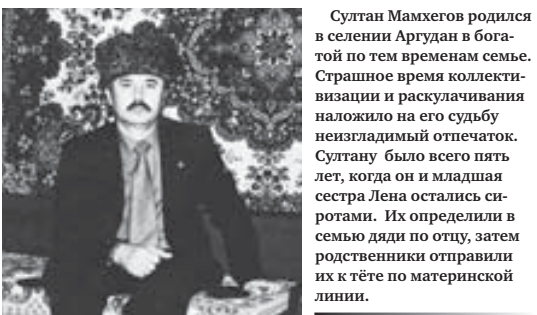 Султан Мамхегов родился
в селении Аргудан в бога-
той по тем временам семье.
Страшное время коллекти-
визации и раскулачивания
наложило на его судьбу
неизгладимый отпечаток.
Султану было всего пять
лет, когда он и младшая
сестра Лена остались си-
ротами. Их определили в
семью дяди по отцу, затем
родственники отправили
их к тёте по материнской
линии.